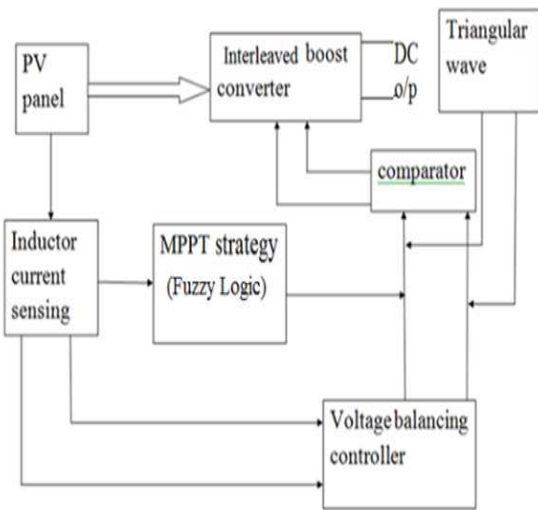 PV
panel
Interleaved boost
converter
DC
o/p
Triangular
wave
comparator
Inductor
current
sensing
MPPT strategy
(Fuzzy Logic)
Voltage balancing
controller